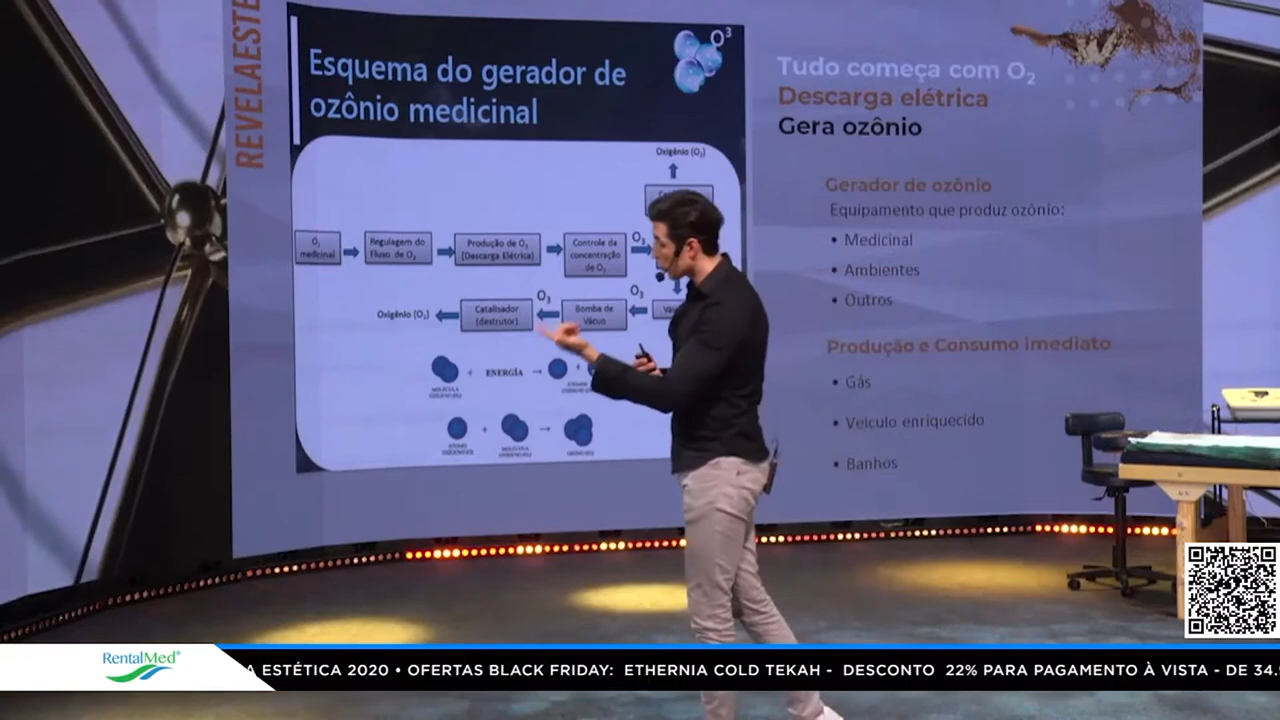 REVELAESTE
Esquema do gerador de
ozônio medicinal
O³
Oxigênio (O₂)
O₂
medicinal
Regulagem do
Fluxo de O₂
Produção de O₃
(Descarga Elétrica)
Controle da
concentração
de O₃
O₃
Oxigênio (O₂)
Catalisador
(destrutor)
O₃
Bomba de
Vácuo
O₃
+ ENERGÍA → +
+ →
Tudo começa com O₂
Descarga elétrica
Gera ozônio
Gerador de ozônio
Equipamento que produz ozônio:
• Medicinal
• Ambientes
• Outros
Produção e Consumo imediato
• Gás
• Veiculo enriquecido
• Banhos
RentalMed®
A ESTÉTICA 2020 • OFERTAS BLACK FRIDAY: ETHERNIA COLD TEKAH - DESCONTO 22% PARA PAGAMENTO À VISTA - DE 34.